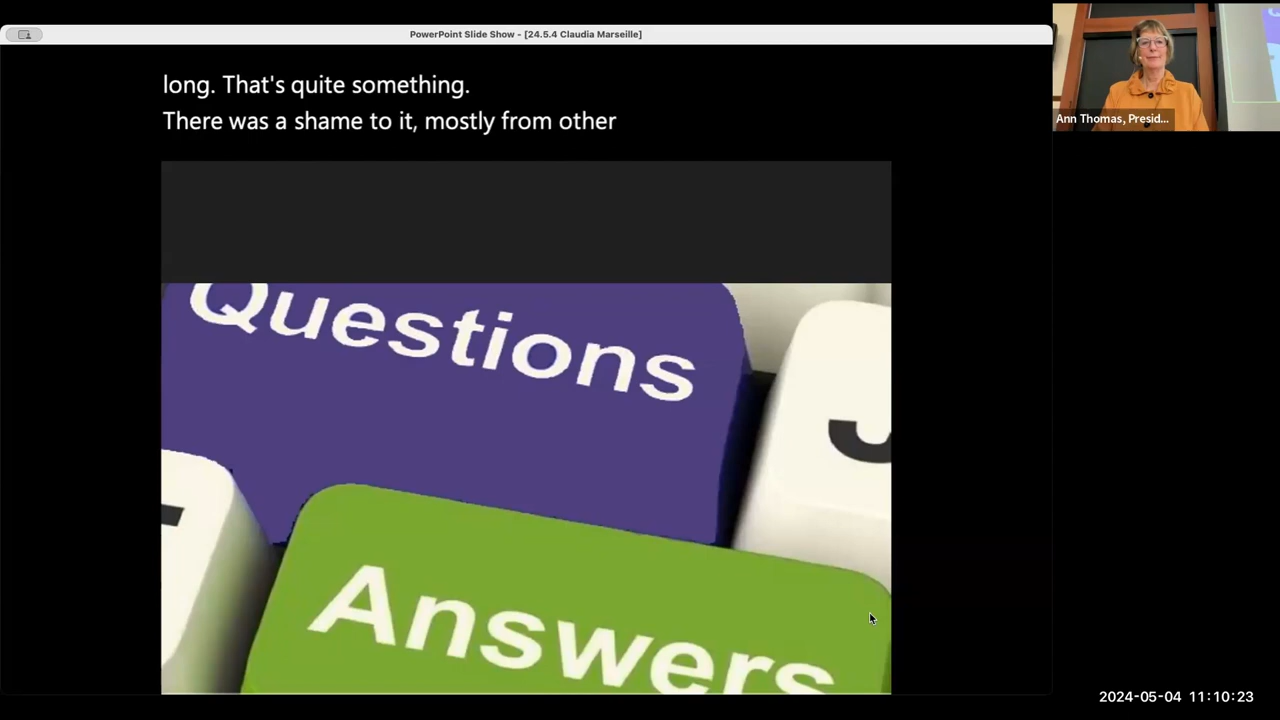 PowerPoint Slide Show - [24.5.4 Claudia Marseille]
long. That's quite something.
There was a shame to it, mostly from other
Ann Thomas, Presid...
Questions
Answers
2024-05-04 11:10:23